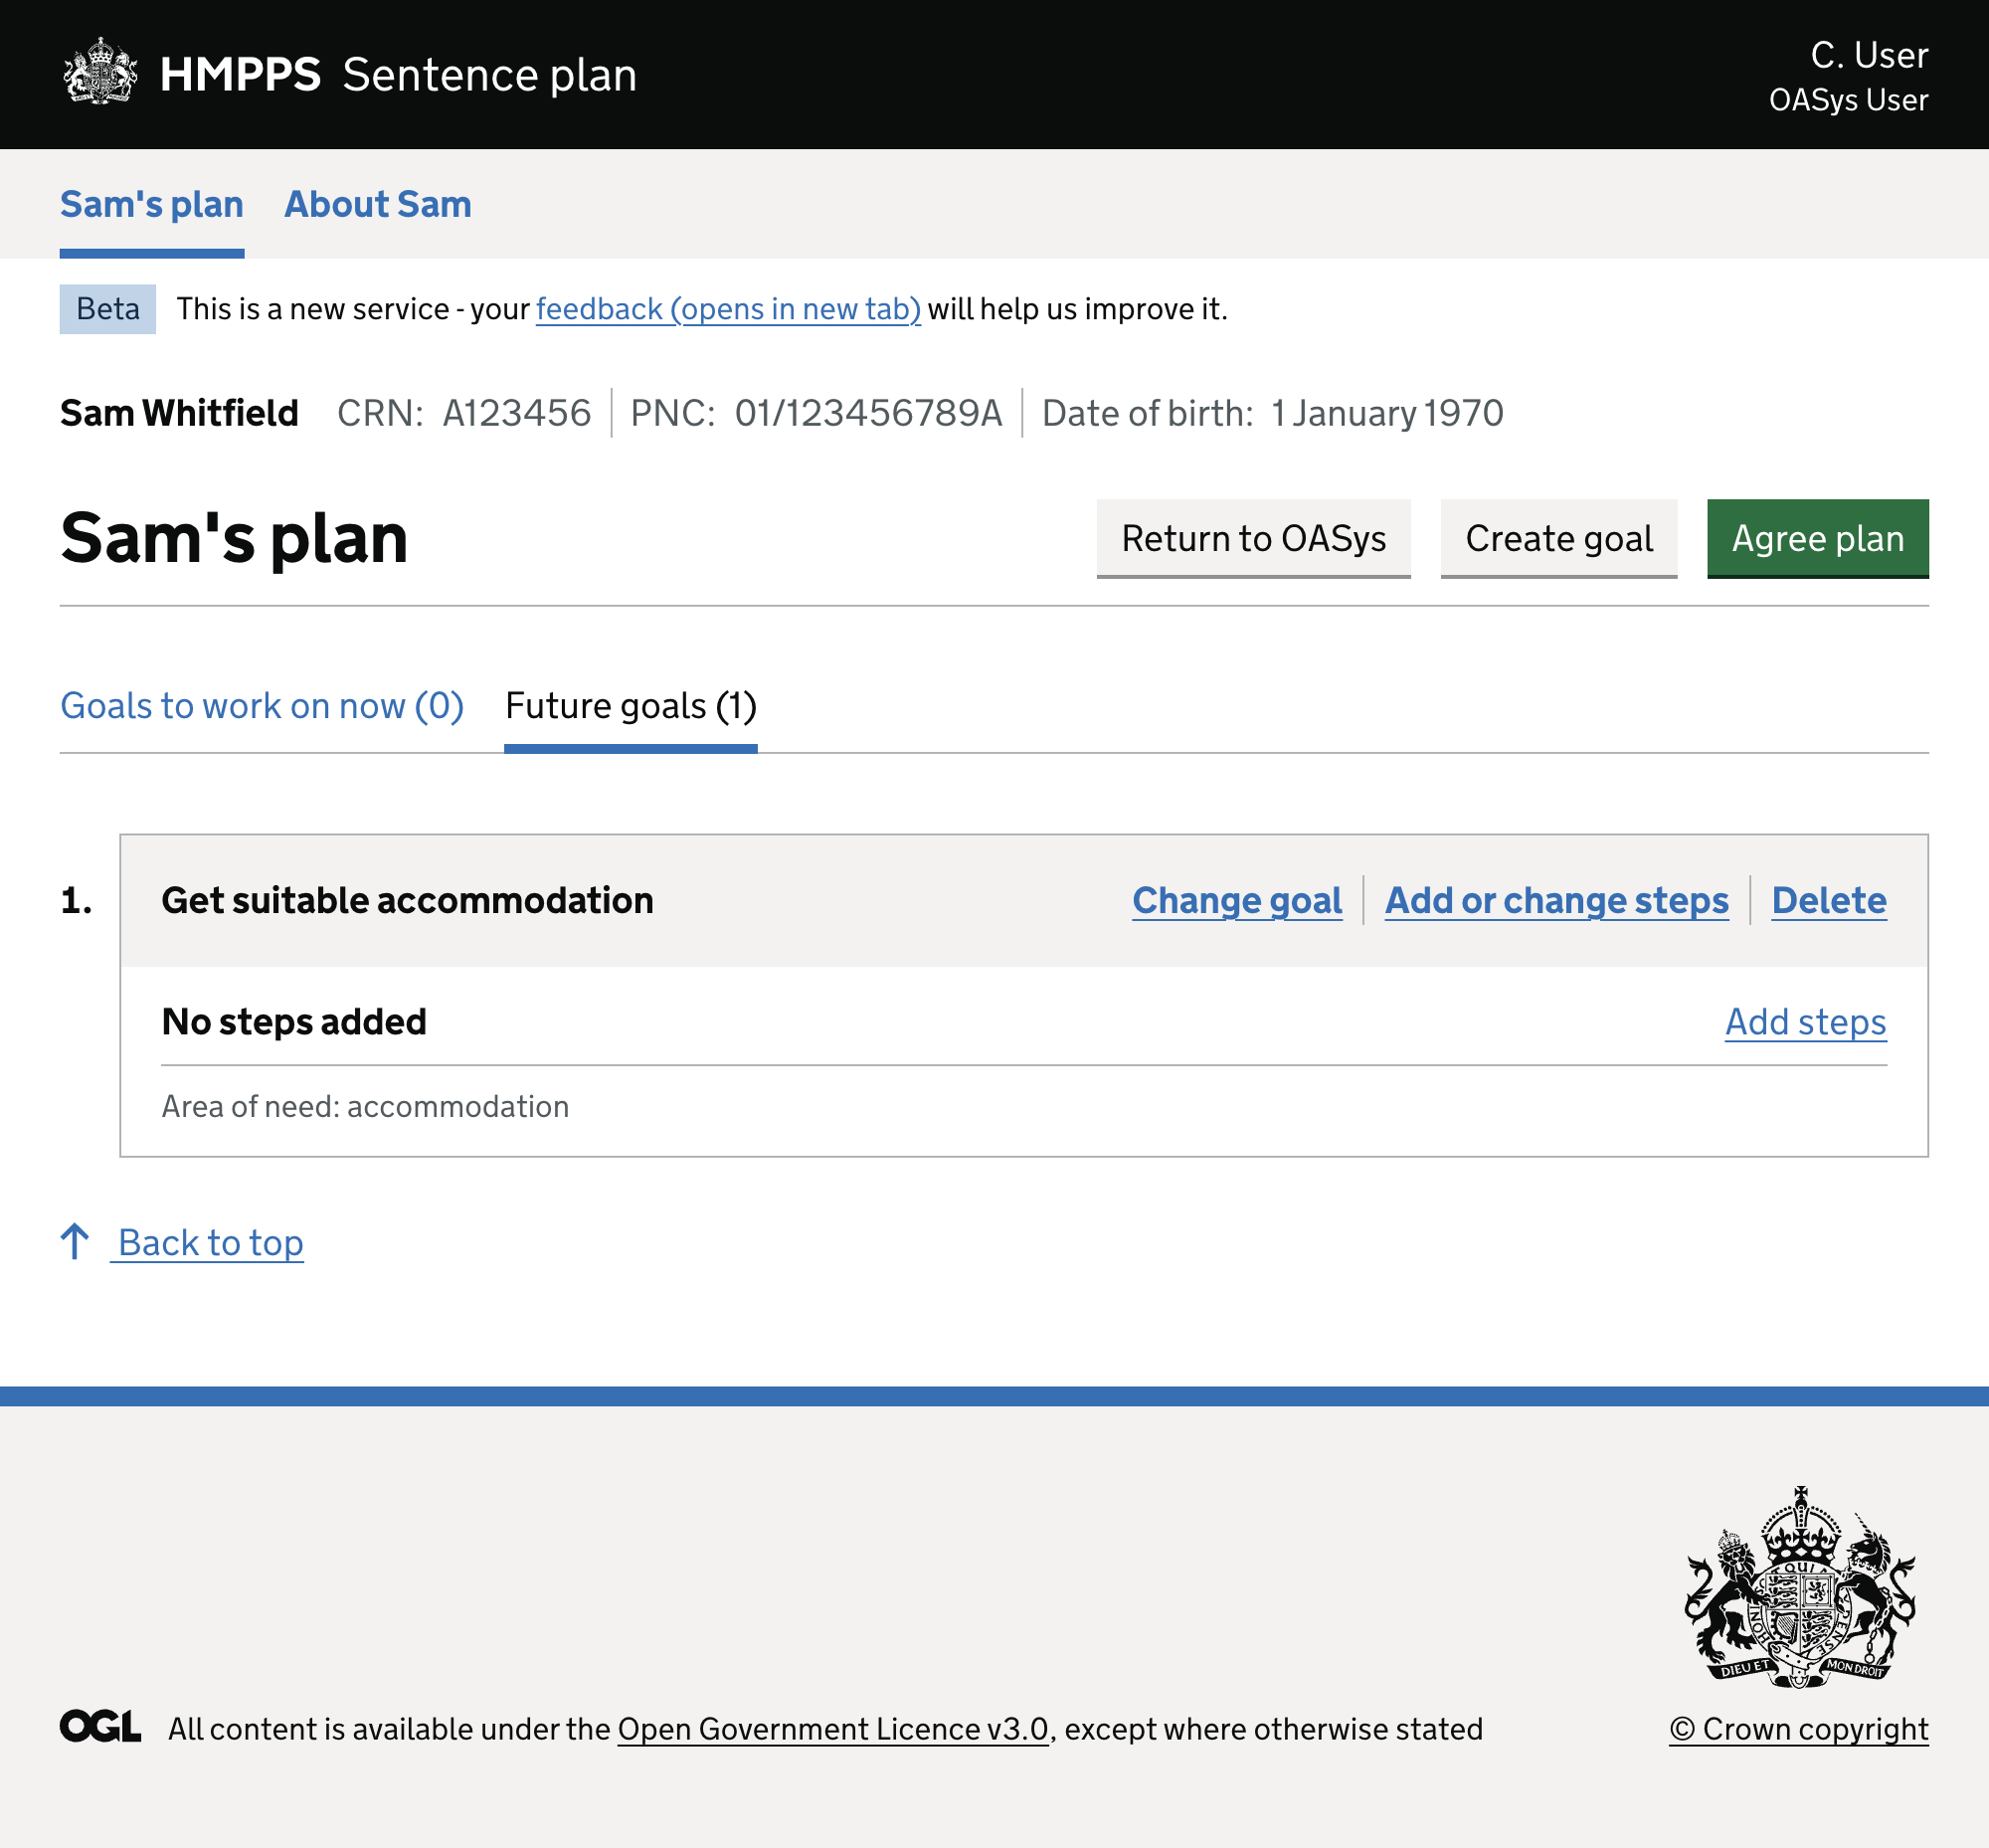 HMPPS Sentence plan
C. User
OASys User
Sam's plan About Sam
Beta This is a new service - your feedback (opens in new tab) will help us improve it.
Sam Whitfield CRN: A123456 PNC: 01/123456789A Date of birth: 1 January 1970
Sam's plan Return to OASys Create goal Agree plan
Goals to work on now (0) Future goals (1)
1. Get suitable accommodation Change goal Add or change steps Delete
No steps added Add steps
Area of need: accommodation
↑ Back to top
DIEU ET MON DROIT
OGL All content is available under the Open Government Licence v3.0, except where otherwise stated © Crown copyright